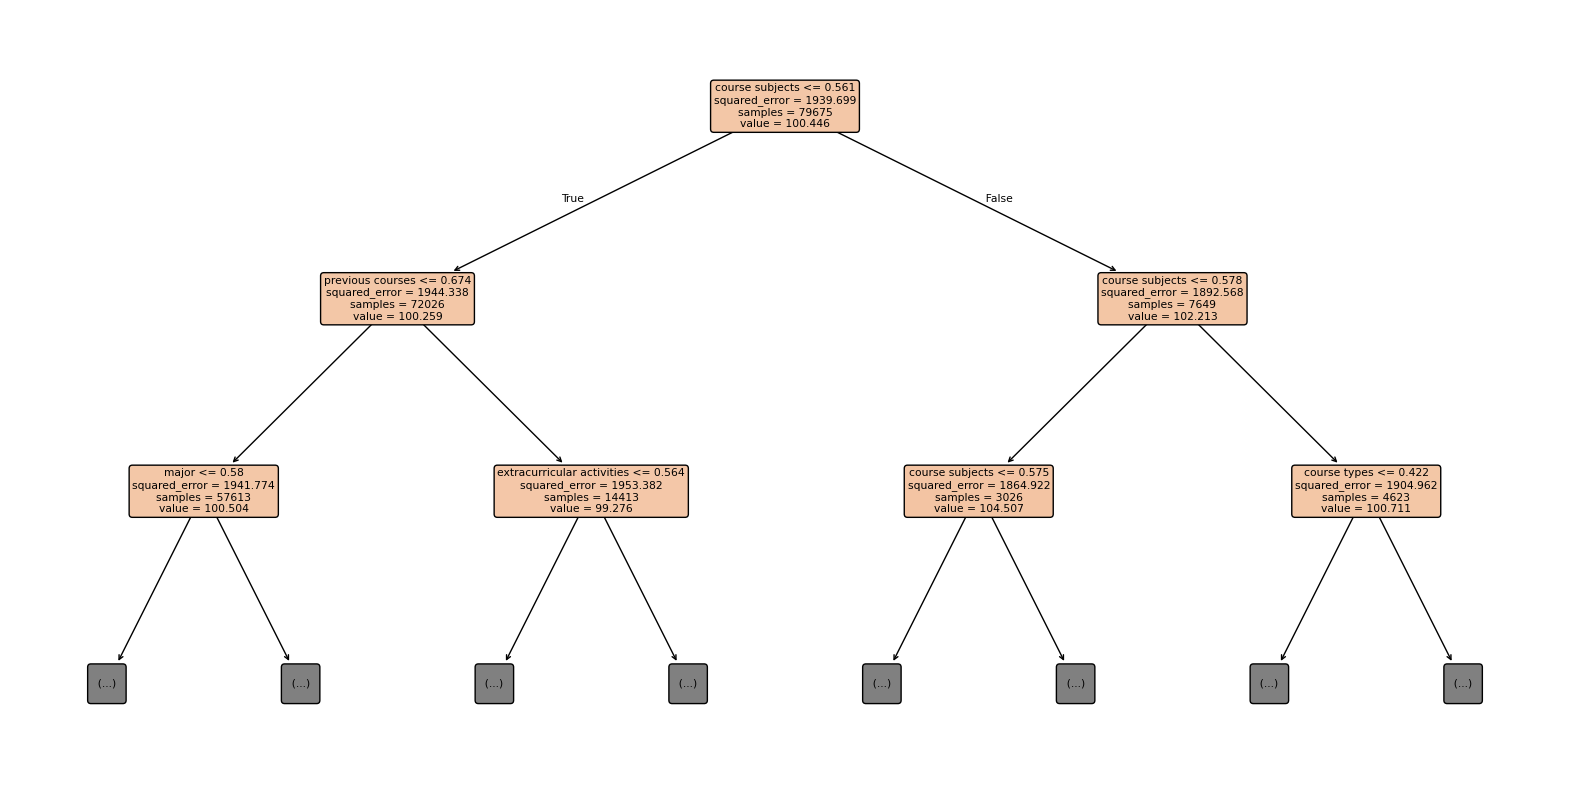 course subjects <= 0.561
squared_error = 1939.699
samples = 79675
value = 100.446
True
False
previous courses <= 0.674
squared_error = 1944.338
samples = 72026
value = 100.259
course subjects <= 0.578
squared_error = 1892.568
samples = 7649
value = 102.213
major <= 0.58
squared_error = 1941.774
samples = 57613
value = 100.504
extracurricular activities <= 0.564
squared_error = 1953.382
samples = 14413
value = 99.276
course subjects <= 0.575
squared_error = 1864.922
samples = 3026
value = 104.507
course types <= 0.422
squared_error = 1904.962
samples = 4623
value = 100.711
(...)
(...)
(...)
(...)
(...)
(...)
(...)
(...)